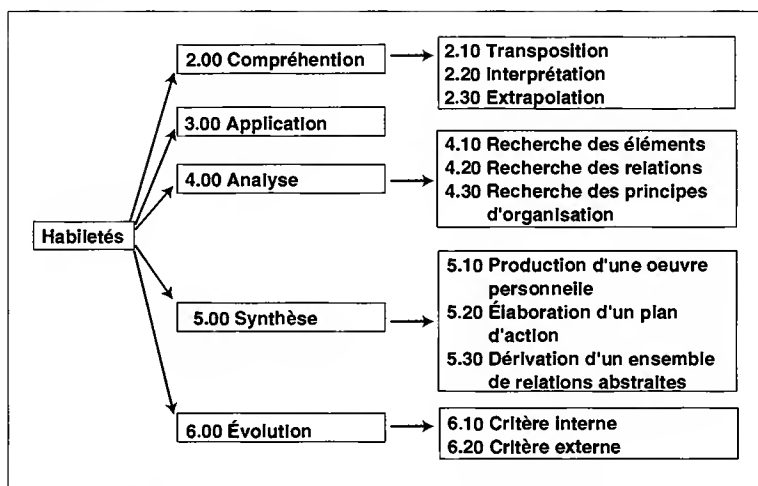 2.00 Compréhention
2.10 Transposition
2.20 Interprétation
2.30 Extrapolation
3.00 Application
4.00 Analyse
4.10 Recherche des éléments
4.20 Recherche des relations
4.30 Recherche des principes
d'organisation
Habiletés
5.00 Synthèse
5.10 Production d'une oeuvre
personnelle
5.20 Élaboration d'un plan
d'action
5.30 Dérivation d'un ensemble
de relations abstraites
6.00 Évolution
6.10 Critère interne
6.20 Critère externe